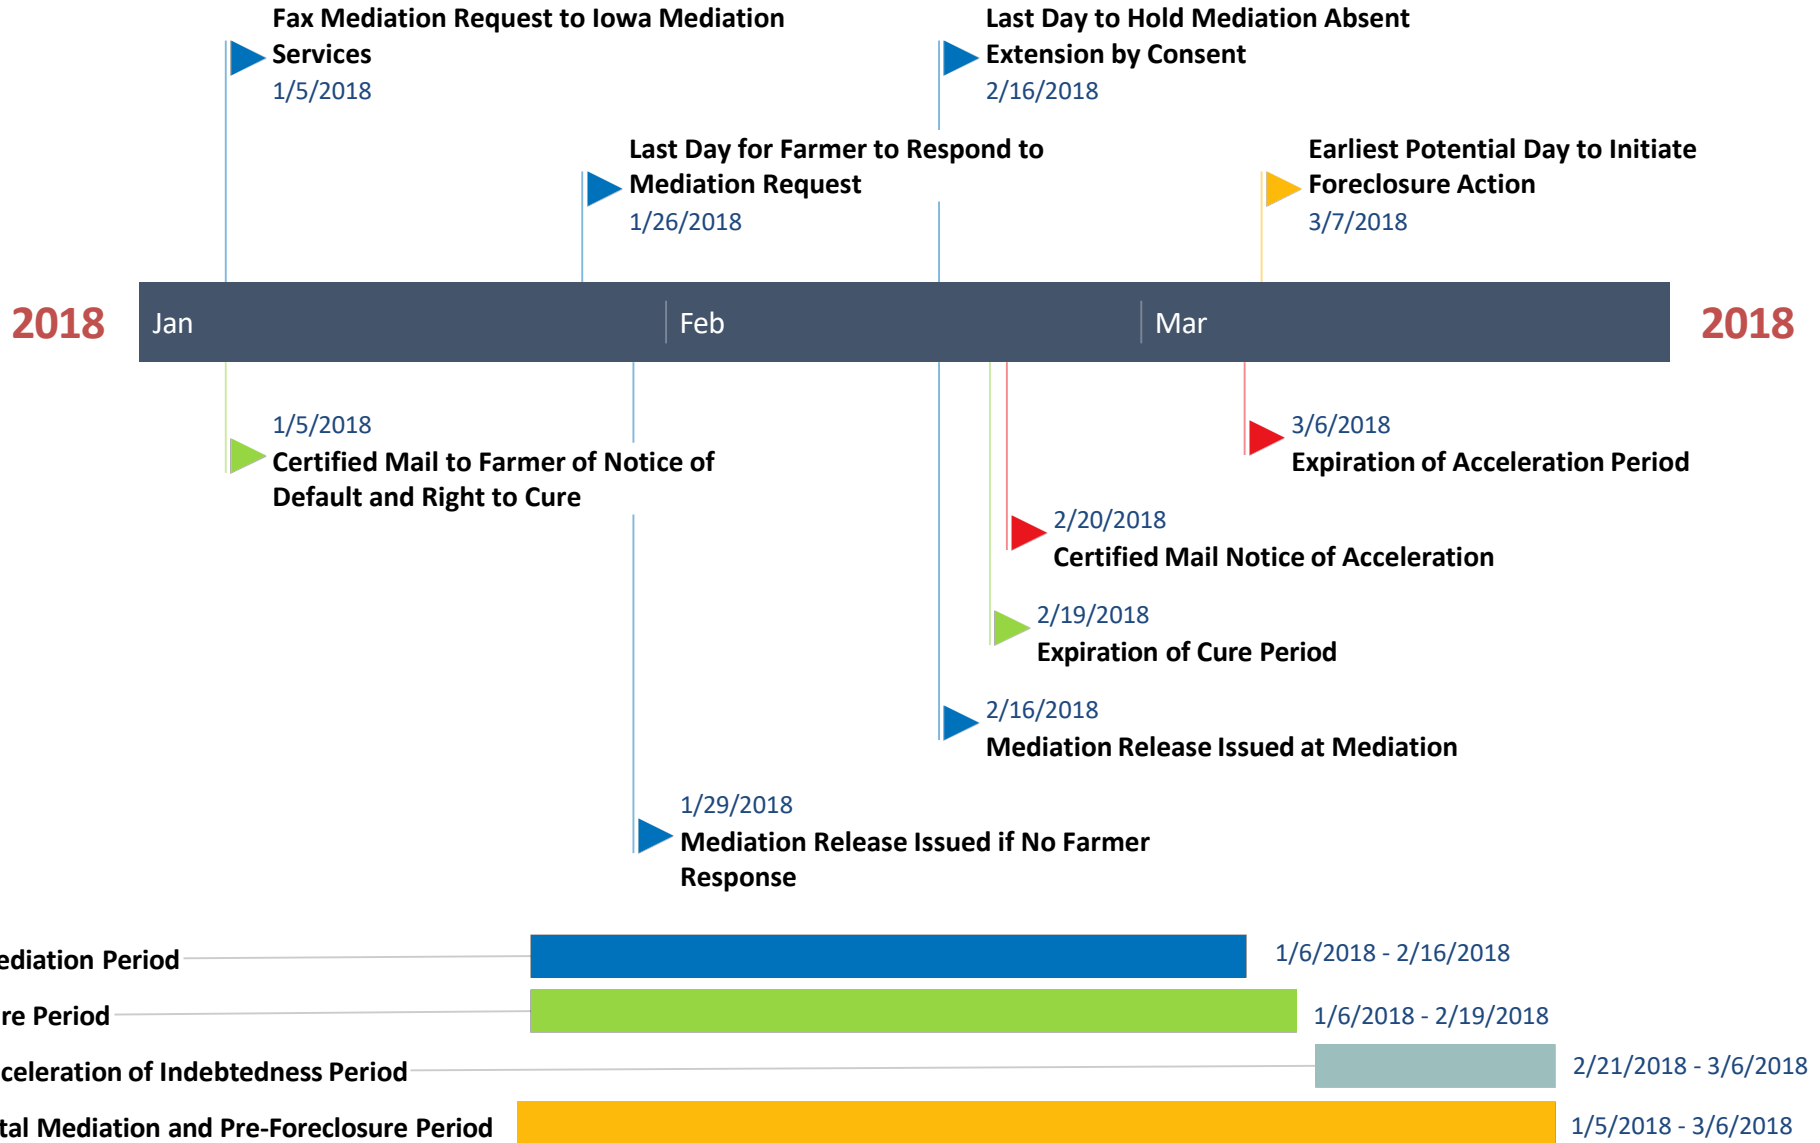 Fax Mediation Request to Iowa Mediation
Services
1/5/2018
Last Day to Hold Mediation Absent
Extension by Consent
2/16/2018
Last Day for Farmer to Respond to
Mediation Request
1/26/2018
Earliest Potential Day to Initiate
Foreclosure Action
3/7/2018
2018
Jan
Feb
Mar
2018
1/5/2018
Certified Mail to Farmer of Notice of
Default and Right to Cure
3/6/2018
Expiration of Acceleration Period
2/20/2018
Certified Mail Notice of Acceleration
2/19/2018
Expiration of Cure Period
2/16/2018
Mediation Release Issued at Mediation
1/29/2018
Mediation Release Issued if No Farmer
Response
ediation Period
1/6/2018 - 2/16/2018
re Period
1/6/2018 - 2/19/2018
celeration of Indebtedness Period
2/21/2018 - 3/6/2018
tal Mediation and Pre-Foreclosure Period
1/5/2018 - 3/6/2018